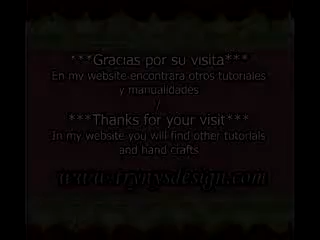 ***Gracias por su visita***
En my website encontrara otros tutoriales
y manualidades
/
***Thanks for your visit***
In my website you will find other tutorials
and hand crafts